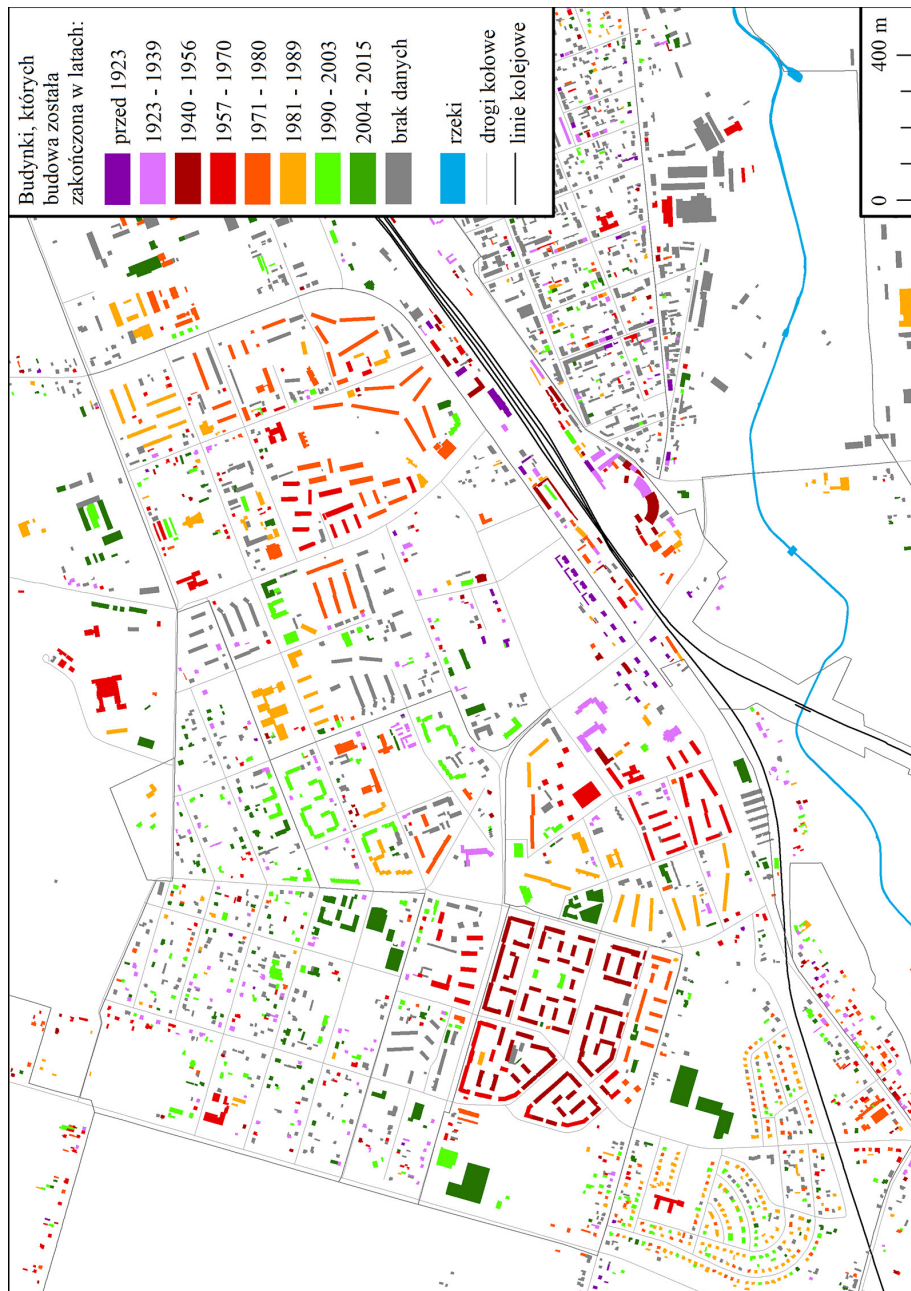 Budynki, których
budowa została
zakończona w latach:
przed 1923
1923 - 1939
1940 - 1956
1957 - 1970
1971 - 1980
1981 - 1989
1990 - 2003
2004 - 2015
brak danych
rzeki
drogi kołowe
linie kolejowe
0 400 m